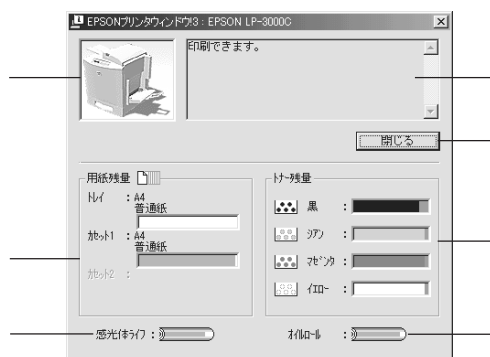 EPSONプリンタウィンドウ!3 : EPSON LP-3000C
印刷できます。
閉じる
用紙残量
トレイ : A4
普通紙
カセット1 : A4
普通紙
カセット2 :
感光体ライフ :
トナー残量
黒 :
シアン :
マゼンタ :
イエロー :
オイルロール :